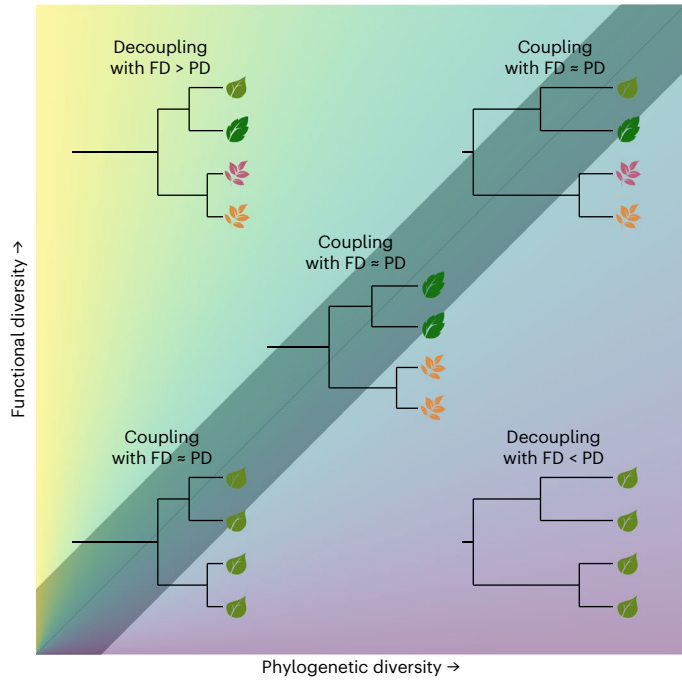 Decoupling
with FD > PD
Coupling
with FD ≈ PD
Coupling
with FD ≈ PD
Coupling
with FD ≈ PD
Decoupling
with FD < PD
Functional diversity →
Phylogenetic diversity →